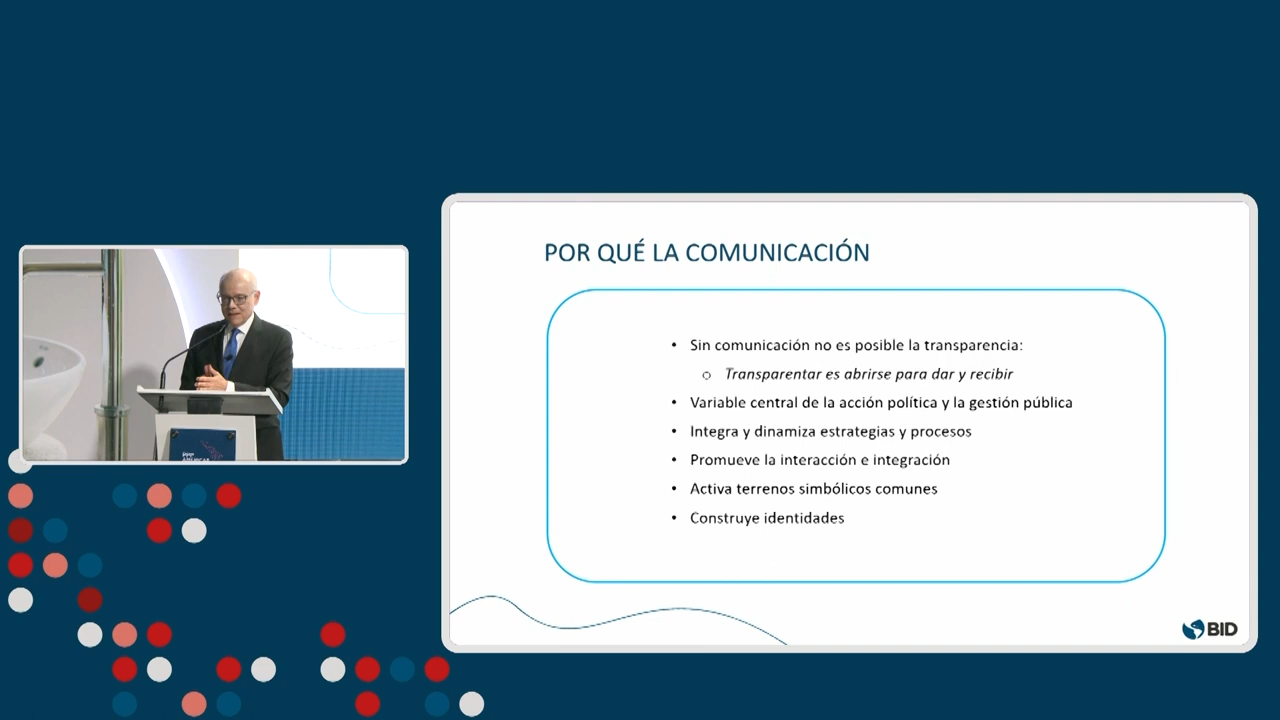 POR QUÉ LA COMUNICACIÓN
• Sin comunicación no es posible la transparencia:
o Transparentar es abrirse para dar y recibir
• Variable central de la acción política y la gestión pública
• Integra y dinamiza estrategias y procesos
• Promueve la interacción e integración
• Activa terrenos simbólicos comunes
• Construye identidades
BID
PPP
AMERICAS